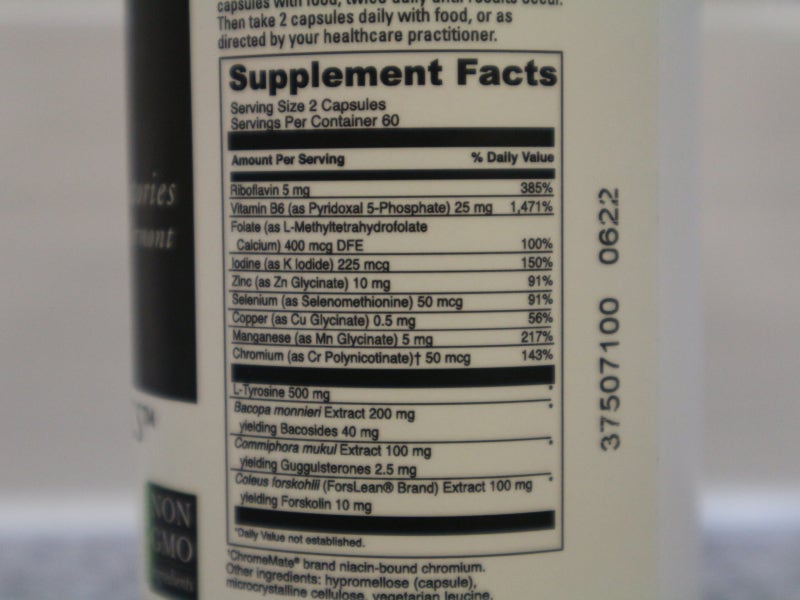 capsules with food, twice daily until results occur.
Then take 2 capsules daily with food, or as
directed by your healthcare practitioner.
Supplement Facts
Serving Size 2 Capsules
Servings Per Container 60
Amount Per Serving % Daily Value
Riboflavin 5 mg 385%
Vitamin B6 (as Pyridoxal 5-Phosphate) 25 mg 1,471%
Folate (as L-Methyltetrahydrofolate
Calcium) 400 mcg DFE 100%
Iodine (as K Iodide) 225 mcg 150%
Zinc (as Zn Glycinate) 10 mg 91%
Selenium (as Selenomethionine) 50 mcg 91%
Copper (as Cu Glycinate) 0.5 mg 56%
Manganese (as Mn Glycinate) 5 mg 217%
Chromium (as Cr Polynicotinate)† 50 mcg 143%
L-Tyrosine 500 mg *
Bacopa monnieri Extract 200 mg *
yielding Bacosides 40 mg
Commiphora mukul Extract 100 mg *
yielding Guggulsterones 2.5 mg
Coleus forskohlii (ForsLean® Brand) Extract 100 mg *
yielding Forskolin 10 mg
*Daily Value not established.
†ChromeMate® brand niacin-bound chromium.
Other ingredients: hypromellose (capsule),
microcrystalline cellulose, vegetarian leucine,
37507100 0622
NON
GMO